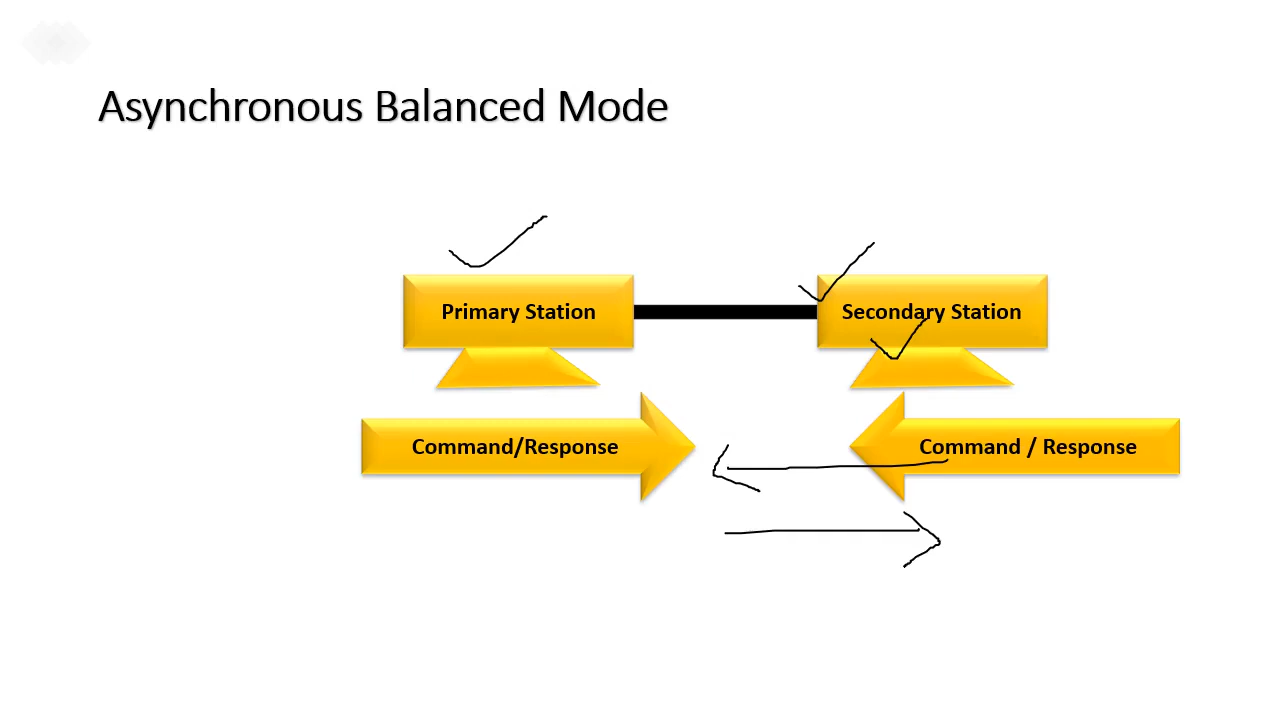 Asynchronous Balanced Mode
Primary Station
Secondary Station
Command/Response
Command / Response